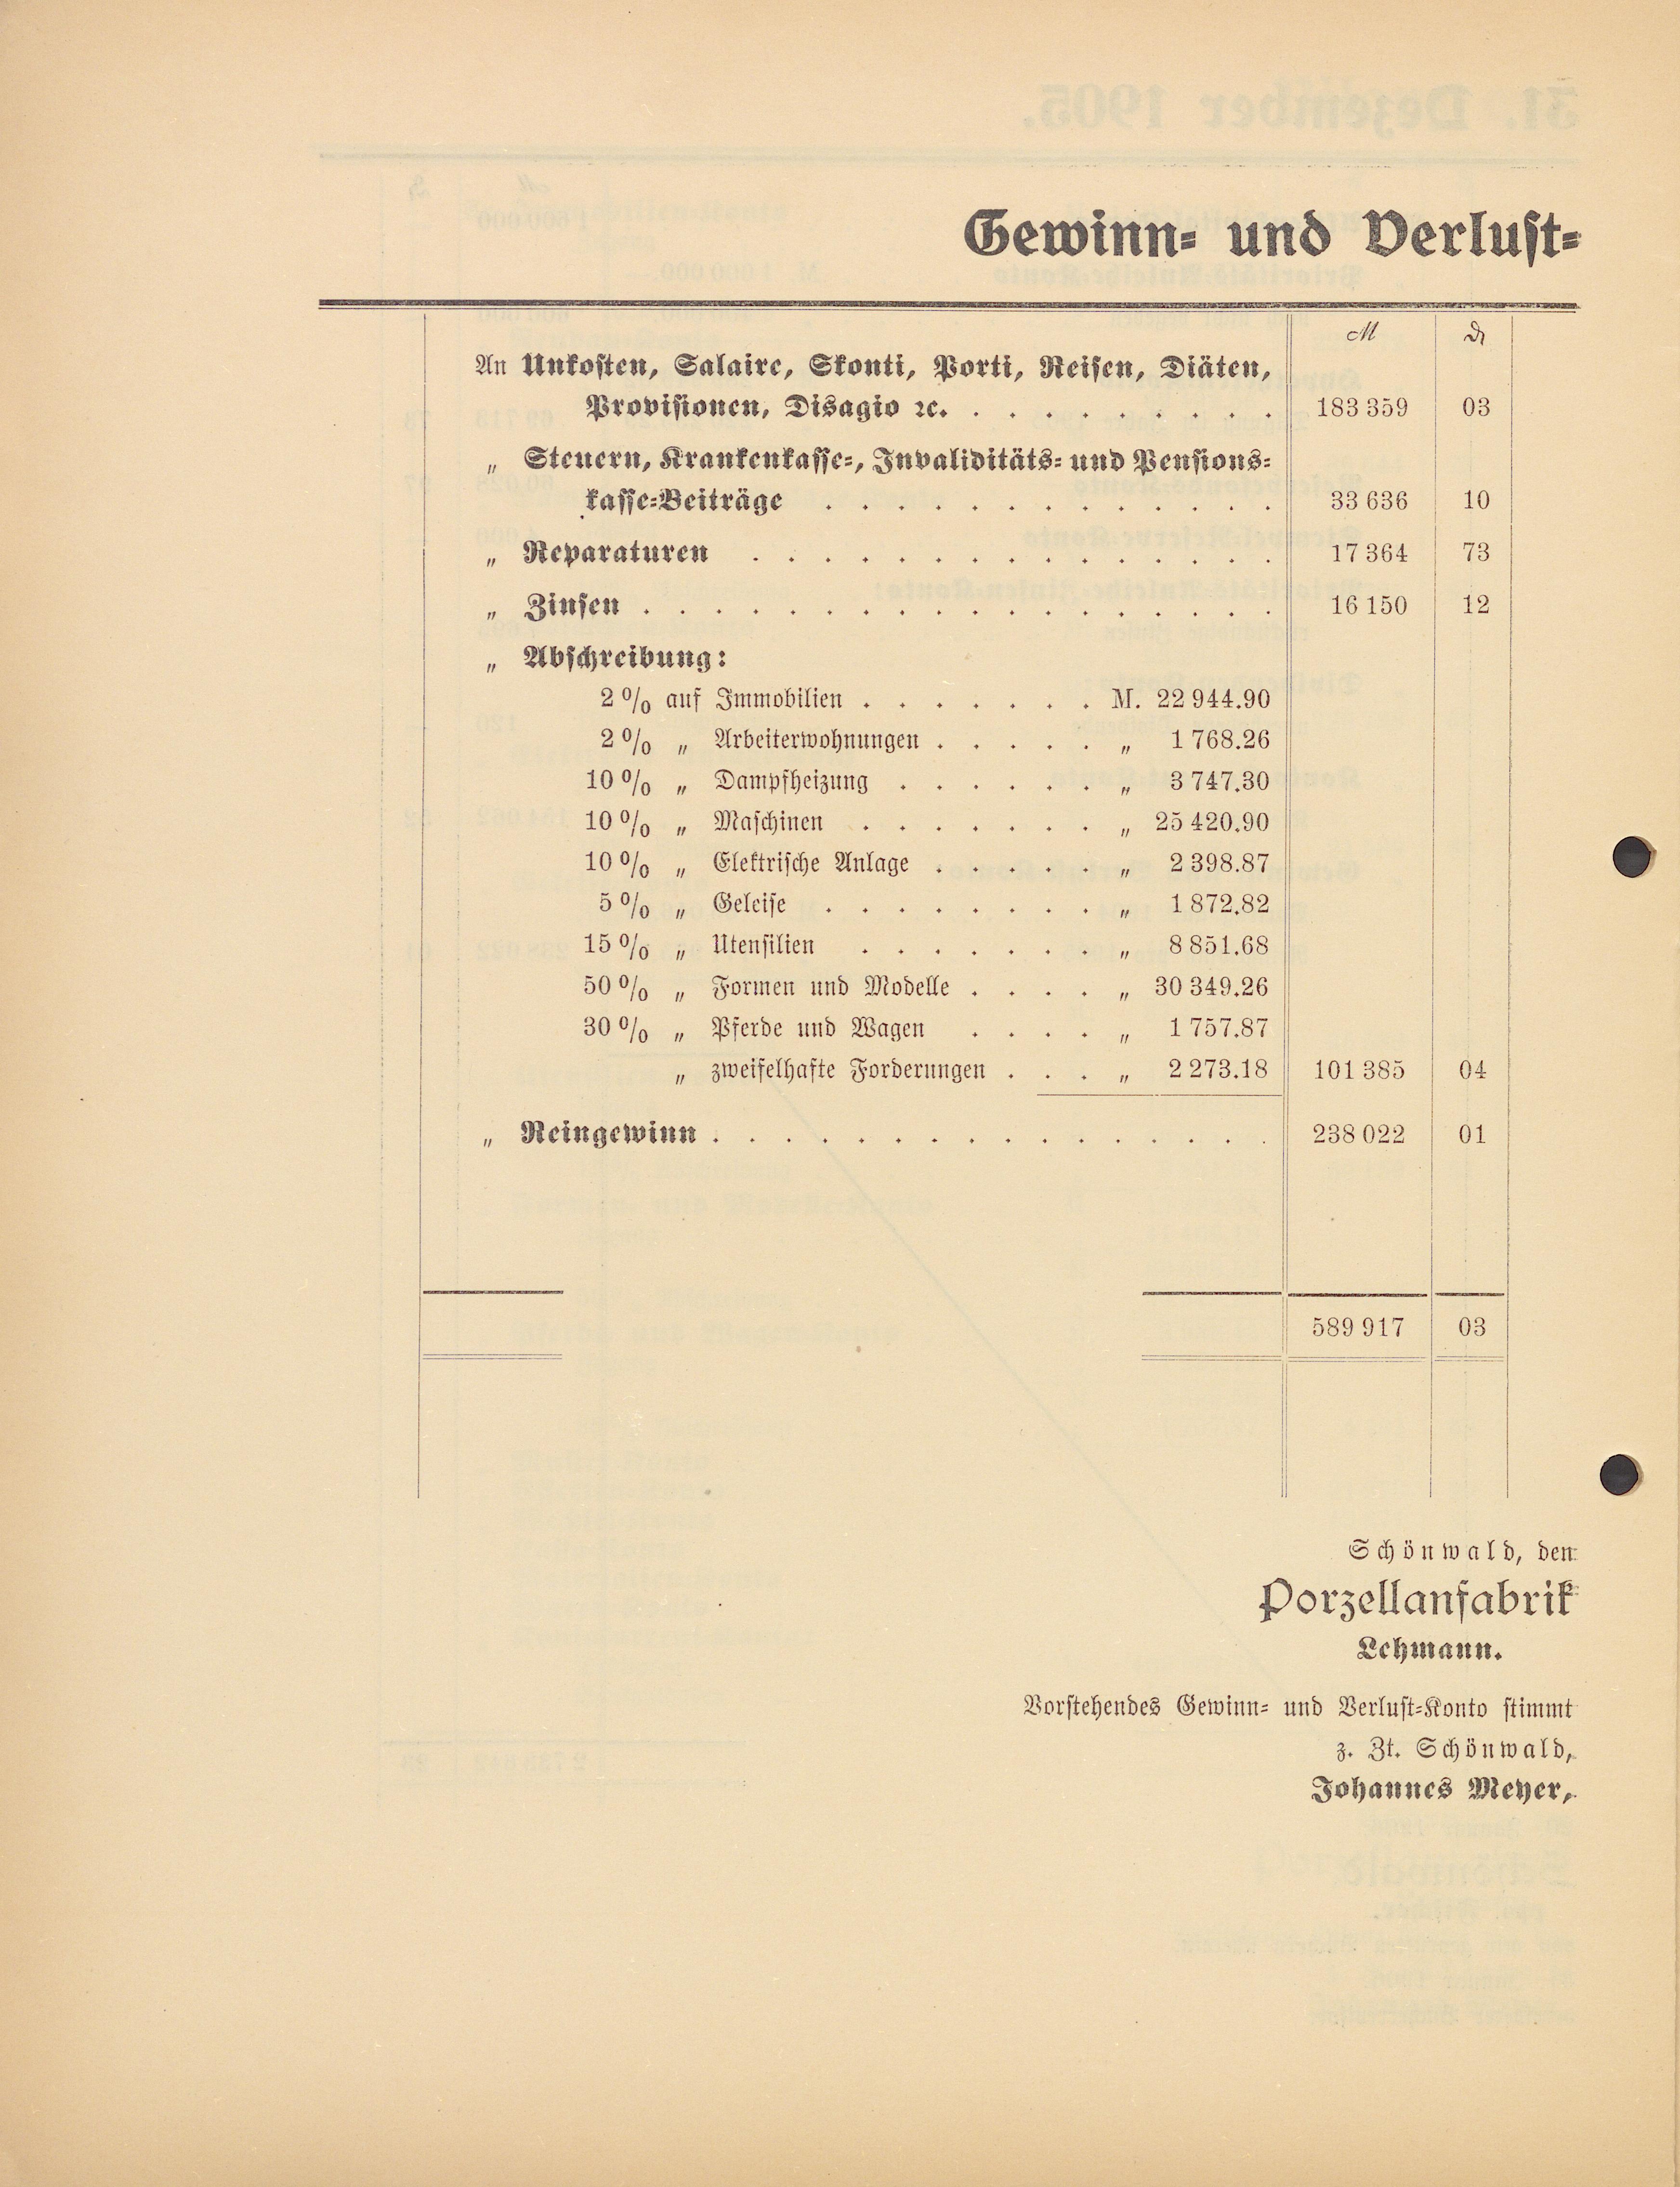 Gewinn- und Verlust-
ℳ ₰
An Unkosten, Salaire, Skonti, Porti, Reisen, Diäten,
Provisionen, Disagio ꝛc. . . . . . . . . . 183 359 03
„ Steuern, Krankenkasse-, Invaliditäts- und Pensions-
kasse-Beiträge . . . . . . . . . . . . . 33 636 10
„ Reparaturen . . . . . . . . . . . . . . . 17 364 73
„ Zinsen . . . . . . . . . . . . . . . . . . 16 150 12
„ Abschreibung:
2 % auf Immobilien . . . . . . . M. 22 944.90
2 % „ Arbeiterwohnungen . . . . . „ 1 768.26
10 % „ Dampfheizung . . . . . . „ 3 747.30
10 % „ Maschinen . . . . . . . „ 25 420.90
10 % „ Elektrische Anlage . . . . . „ 2 398.87
5 % „ Geleise . . . . . . . . „ 1 872.82
15 % „ Utensilien . . . . . . . „ 8 851.68
50 % „ Formen und Modelle . . . . „ 30 349.26
30 % „ Pferde und Wagen . . . . „ 1 757.87
„ zweifelhafte Forderungen . . . „ 2 273.18 101 385 04
„ Reingewinn . . . . . . . . . . . . . . . . 238 022 01
589 917 03
Schönwald, den
Porzellanfabrik
Lehmann.
Vorstehendes Gewinn- und Verlust-Konto stimmt
z. Zt. Schönwald,
Johannes Meyer,